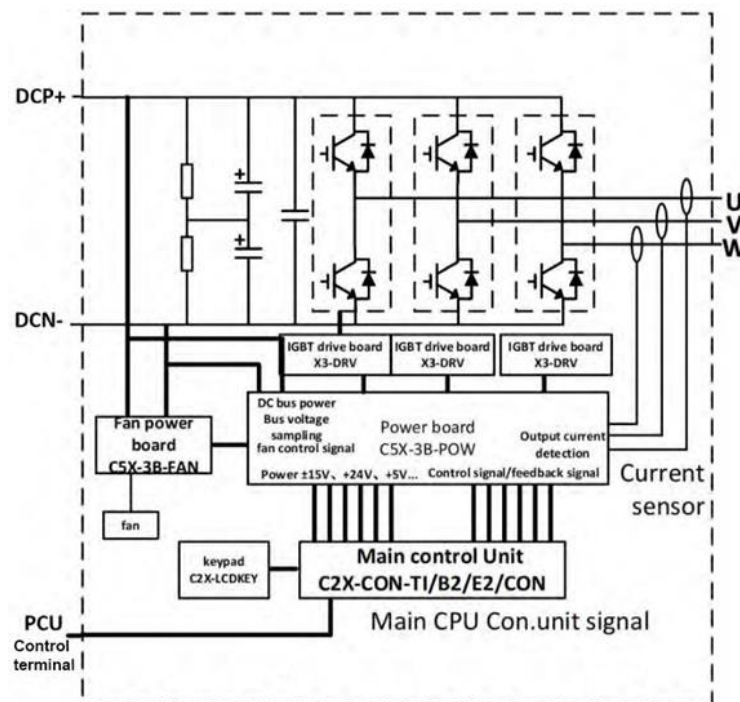 DCP+
+
+
U
V
W
DCN-
IGBT drive board
X3-DRV
IGBT drive board
X3-DRV
IGBT drive board
X3-DRV
DC bus power
Bus voltage
sampling
fan control signal
Power board
C5X-3B-POW
Output current
detection
Power ±15V、+24V、+5V...
Control signal/feedback signal
Fan power
board
C5X-3B-FAN
fan
Current
sensor
keypad
C2X-LCDKEY
Main control Unit
C2X-CON-TI/B2/E2/CON
PCU
Control
terminal
Main CPU Con.unit signal